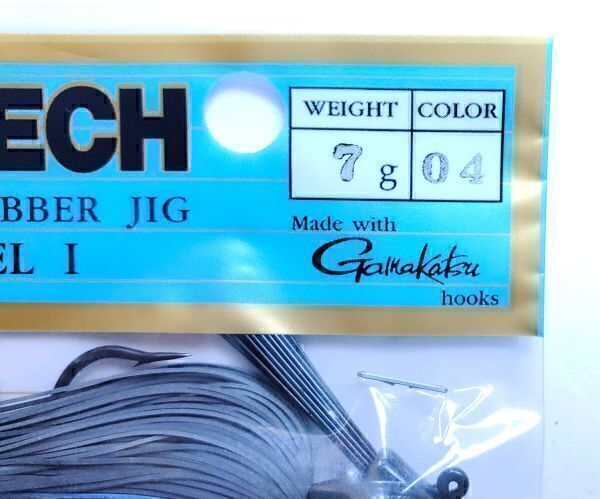 ECH
WEIGHT COLOR
7 g 04
BBER JIG
Made with
EL I
Gamakatsu
hooks